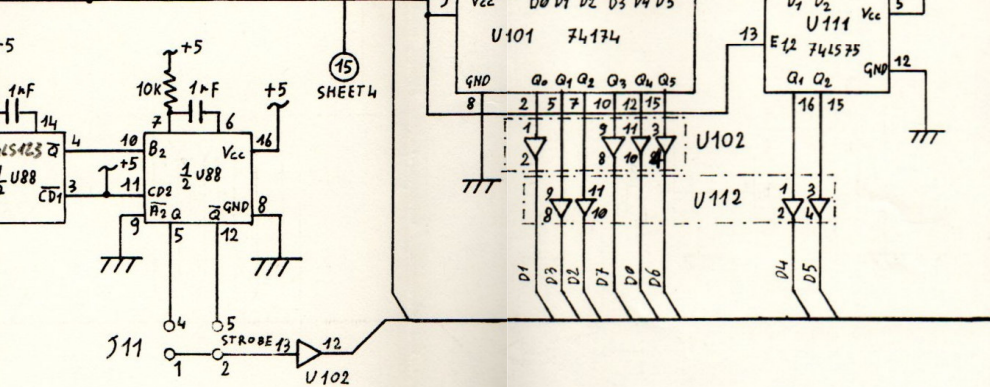 +5
+5
10K
1nF
1nF
+5
15
SHEET4
14
4
Q
3
CD1
U88
+5
7
6
10
B2
Vcc
16
1/2 U88
11
CD2
A2
Q
Q
GND
8
9
5
12
4
5
J11
STROBE
13
12
1
2
U102
Vcc
D0 D1 D2 D3 D4 D5
U101 74174
GND
Q0 Q1 Q2 Q3 Q4 Q5
8
2 5 7 10 12 15
1 9 11 3
U102
2 8 10
9 11
U112
8 10
D1 D3 D2 D7 D0 D6
13
D1 D2
Vcc
5
U111
E1,2
74LS75
GND
12
Q1 Q2
16 15
1 3
2 4
D4 D5